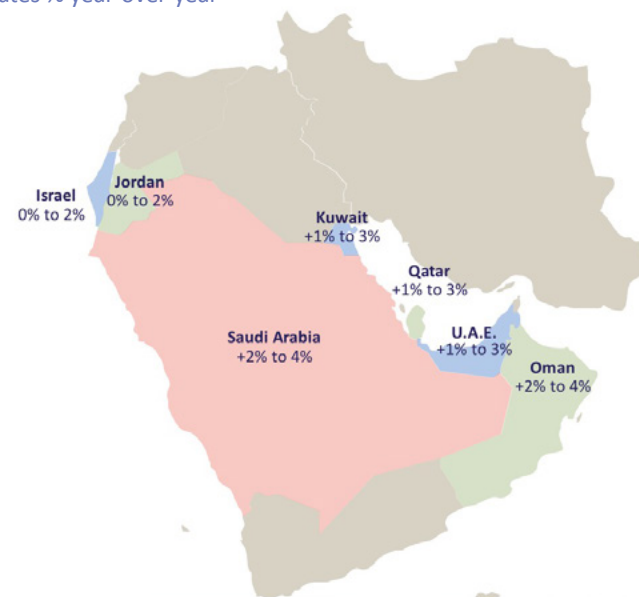 % year over year
Israel
0% to 2%
Jordan
0% to 2%
Kuwait
+1% to 3%
Qatar
+1% to 3%
Saudi Arabia
+2% to 4%
U.A.E.
+1% to 3%
Oman
+2% to 4%